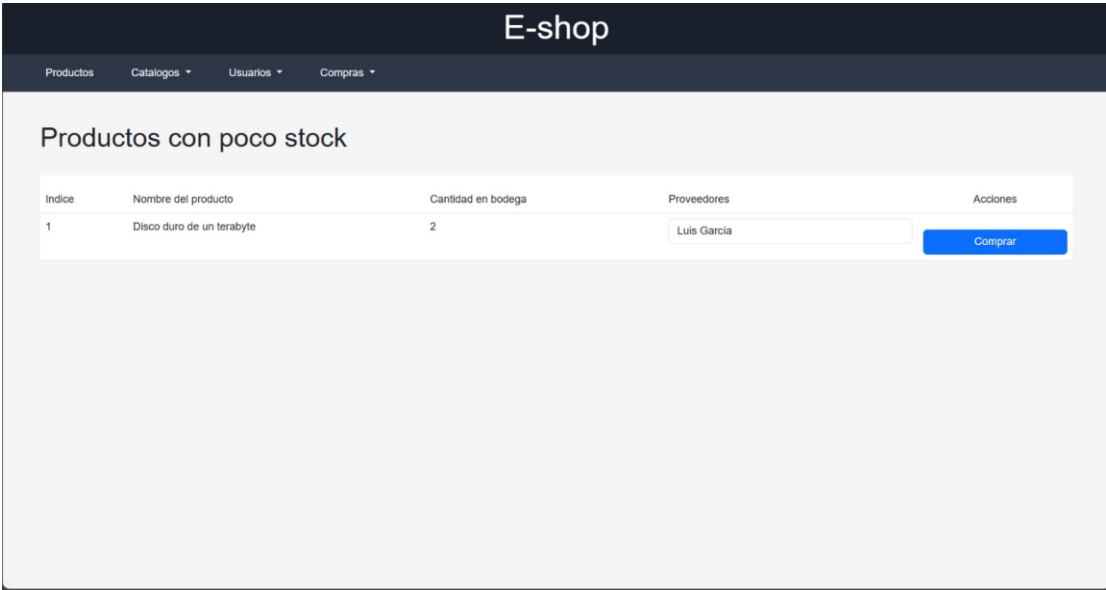 E-shop
Productos Catalogos Usuarios Compras
Productos con poco stock
Indice Nombre del producto Cantidad en bodega Proveedores Acciones
1 Disco duro de un terabyte 2 Luis Garcia Comprar